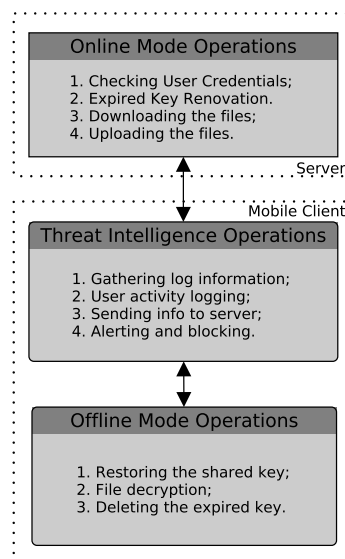 Online Mode Operations
1. Checking User Credentials;
2. Expired Key Renovation.
3. Downloading the files;
4. Uploading the files.
Server
Mobile Client
Threat Intelligence Operations
1. Gathering log information;
2. User activity logging;
3. Sending info to server;
4. Alerting and blocking.
Offline Mode Operations
1. Restoring the shared key;
2. File decryption;
3. Deleting the expired key.